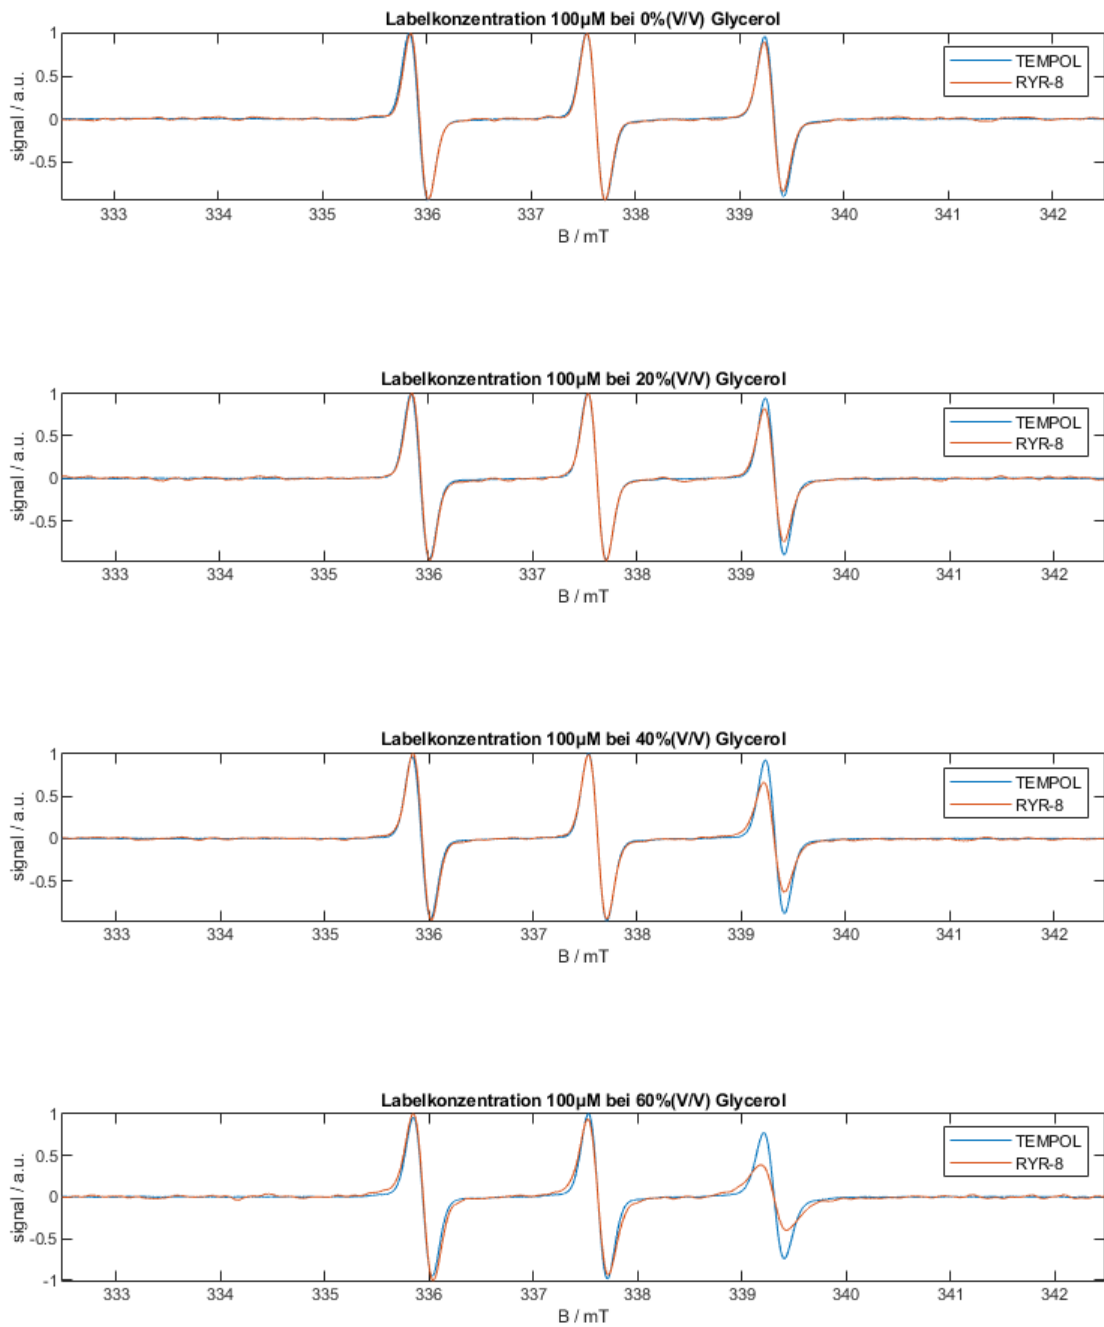 Labelkonzentration 100µM bei 0%(V/V) Glycerol
1
0.5
0
-0.5
signal / a.u.
TEMPOL
RYR-8
333 334 335 336 337 338 339 340 341 342
B / mT
Labelkonzentration 100µM bei 20%(V/V) Glycerol
1
0.5
0
-0.5
signal / a.u.
TEMPOL
RYR-8
333 334 335 336 337 338 339 340 341 342
B / mT
Labelkonzentration 100µM bei 40%(V/V) Glycerol
1
0.5
0
-0.5
signal / a.u.
TEMPOL
RYR-8
333 334 335 336 337 338 339 340 341 342
B / mT
Labelkonzentration 100µM bei 60%(V/V) Glycerol
1
0.5
0
-0.5
-1
signal / a.u.
TEMPOL
RYR-8
333 334 335 336 337 338 339 340 341 342
B / mT